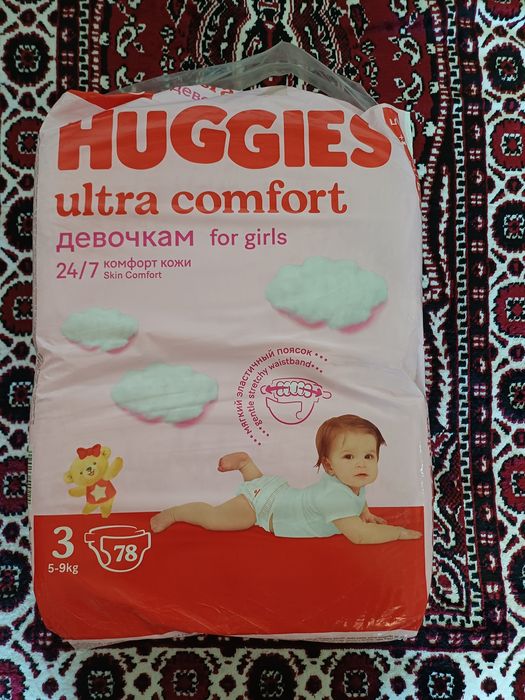 HUGGIES
ultra comfort
девочкам for girls
24/7 комфорт кожи
Skin Comfort
мягкий эластичный поясок
gentle stretchy waistband
3
5-9kg
78